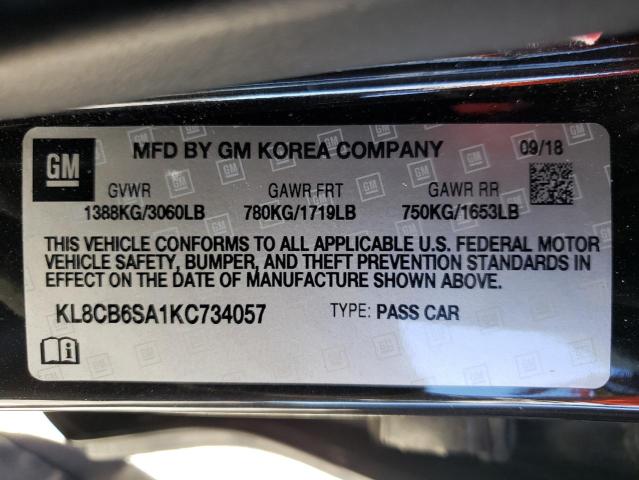 GM MFD BY GM KOREA COMPANY 09/18
GVWR GAWR FRT GAWR RR
1388KG/3060LB 780KG/1719LB 750KG/1653LB
THIS VEHICLE CONFORMS TO ALL APPLICABLE U.S. FEDERAL MOTOR
VEHICLE SAFETY, BUMPER, AND THEFT PREVENTION STANDARDS IN
EFFECT ON THE DATE OF MANUFACTURE SHOWN ABOVE.
KL8CB6SA1KC734057 TYPE: PASS CAR